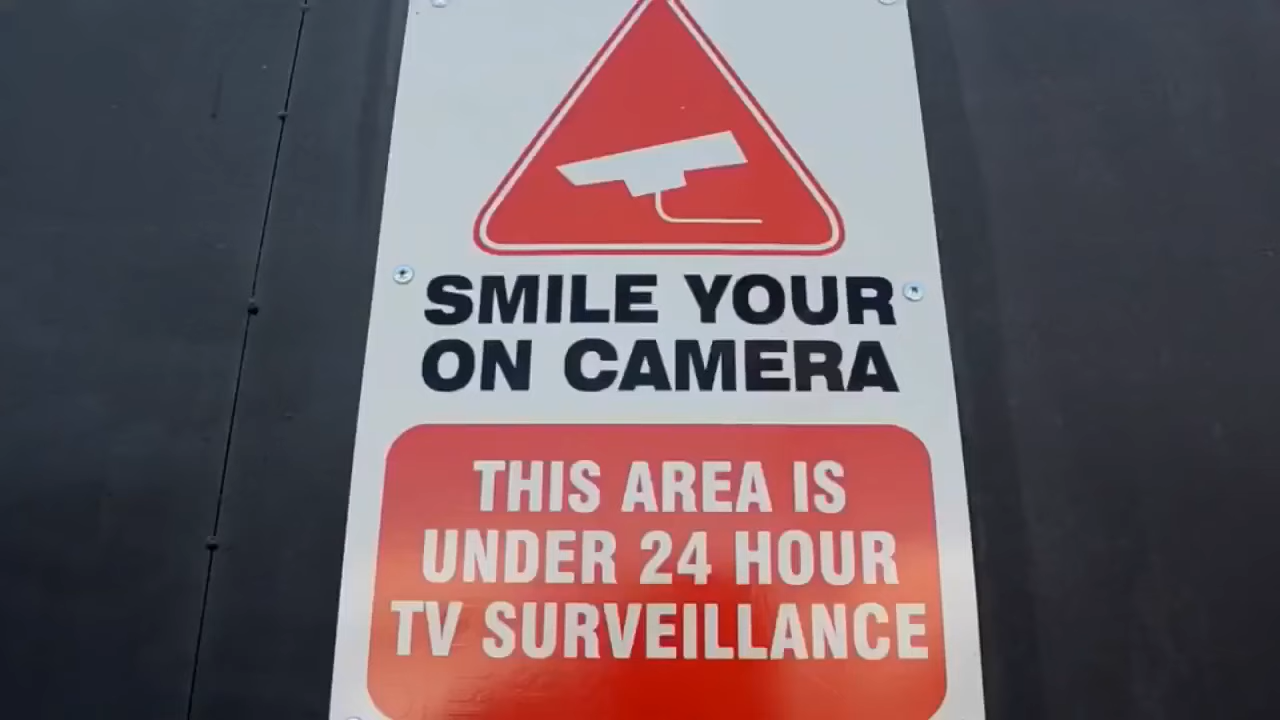 SMILE YOUR
ON CAMERA
THIS AREA IS
UNDER 24 HOUR
TV SURVEILLANCE